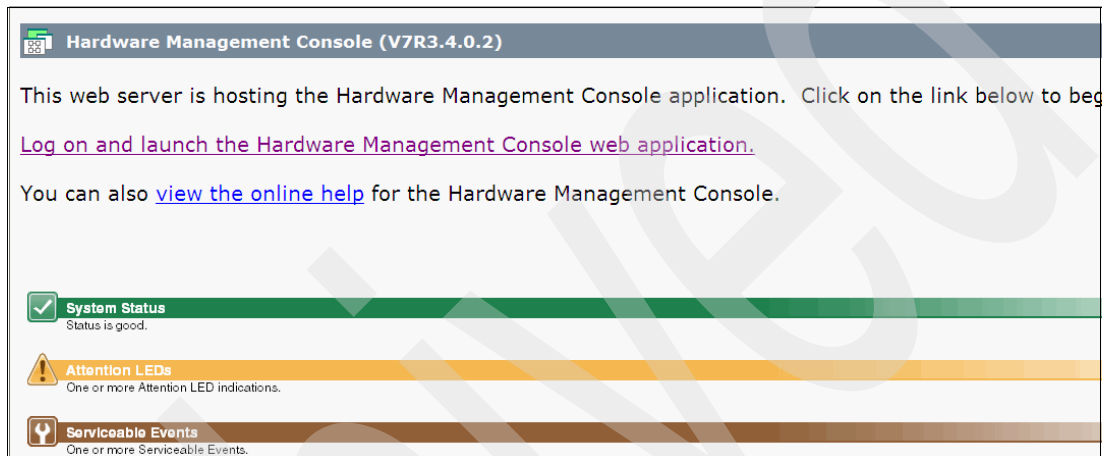 Hardware Management Console (V7R3.4.0.2)
This web server is hosting the Hardware Management Console application. Click on the link below to beg
Log on and launch the Hardware Management Console web application.
You can also view the online help for the Hardware Management Console.
System Status
Status is good.
Attention LEDs
One or more Attention LED indications.
Serviceable Events
One or more Serviceable Events.